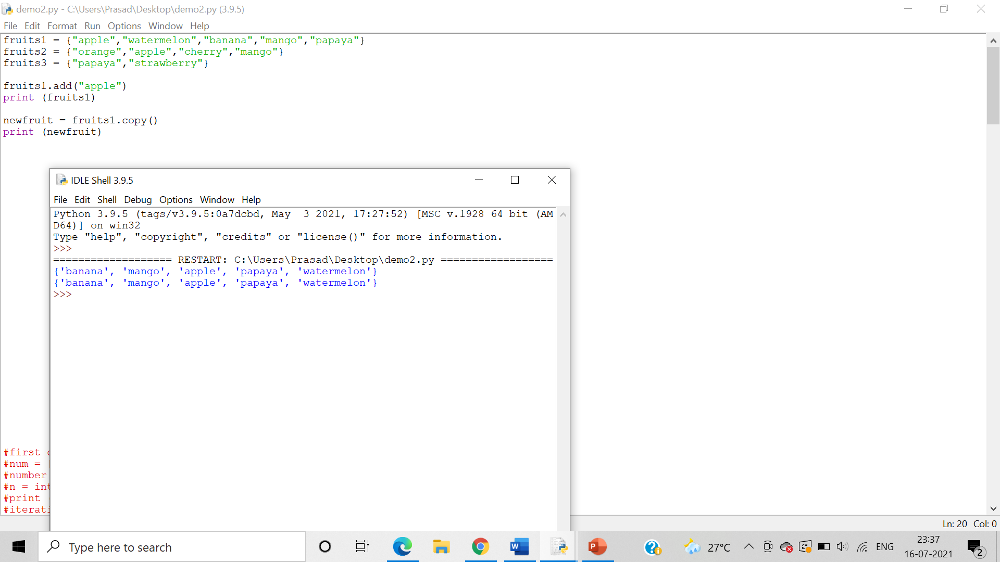 demo2.py - C:\Users\Prasad\Desktop\demo2.py (3.9.5)
File Edit Format Run Options Window Help
fruits1 = {"apple","watermelon","banana","mango","papaya"}
fruits2 = {"orange","apple","cherry","mango"}
fruits3 = {"papaya","strawberry"}
fruits1.add("apple")
print (fruits1)
newfruit = fruits1.copy()
print (newfruit)
IDLE Shell 3.9.5
File Edit Shell Debug Options Window Help
Python 3.9.5 (tags/v3.9.5:0a7dcbd, May  3 2021, 17:27:52) [MSC v.1928 64 bit (AM
D64)] on win32
Type "help", "copyright", "credits" or "license()" for more information.
>>>
=================== RESTART: C:\Users\Prasad\Desktop\demo2.py ==================
{'banana', 'mango', 'apple', 'papaya', 'watermelon'}
{'banana', 'mango', 'apple', 'papaya', 'watermelon'}
>>>
#first
#num =
#number
#n = int
#print
#iterati
Ln: 20 Col: 0
Type here to search
27°C
ENG
23:37
16-07-2021
2